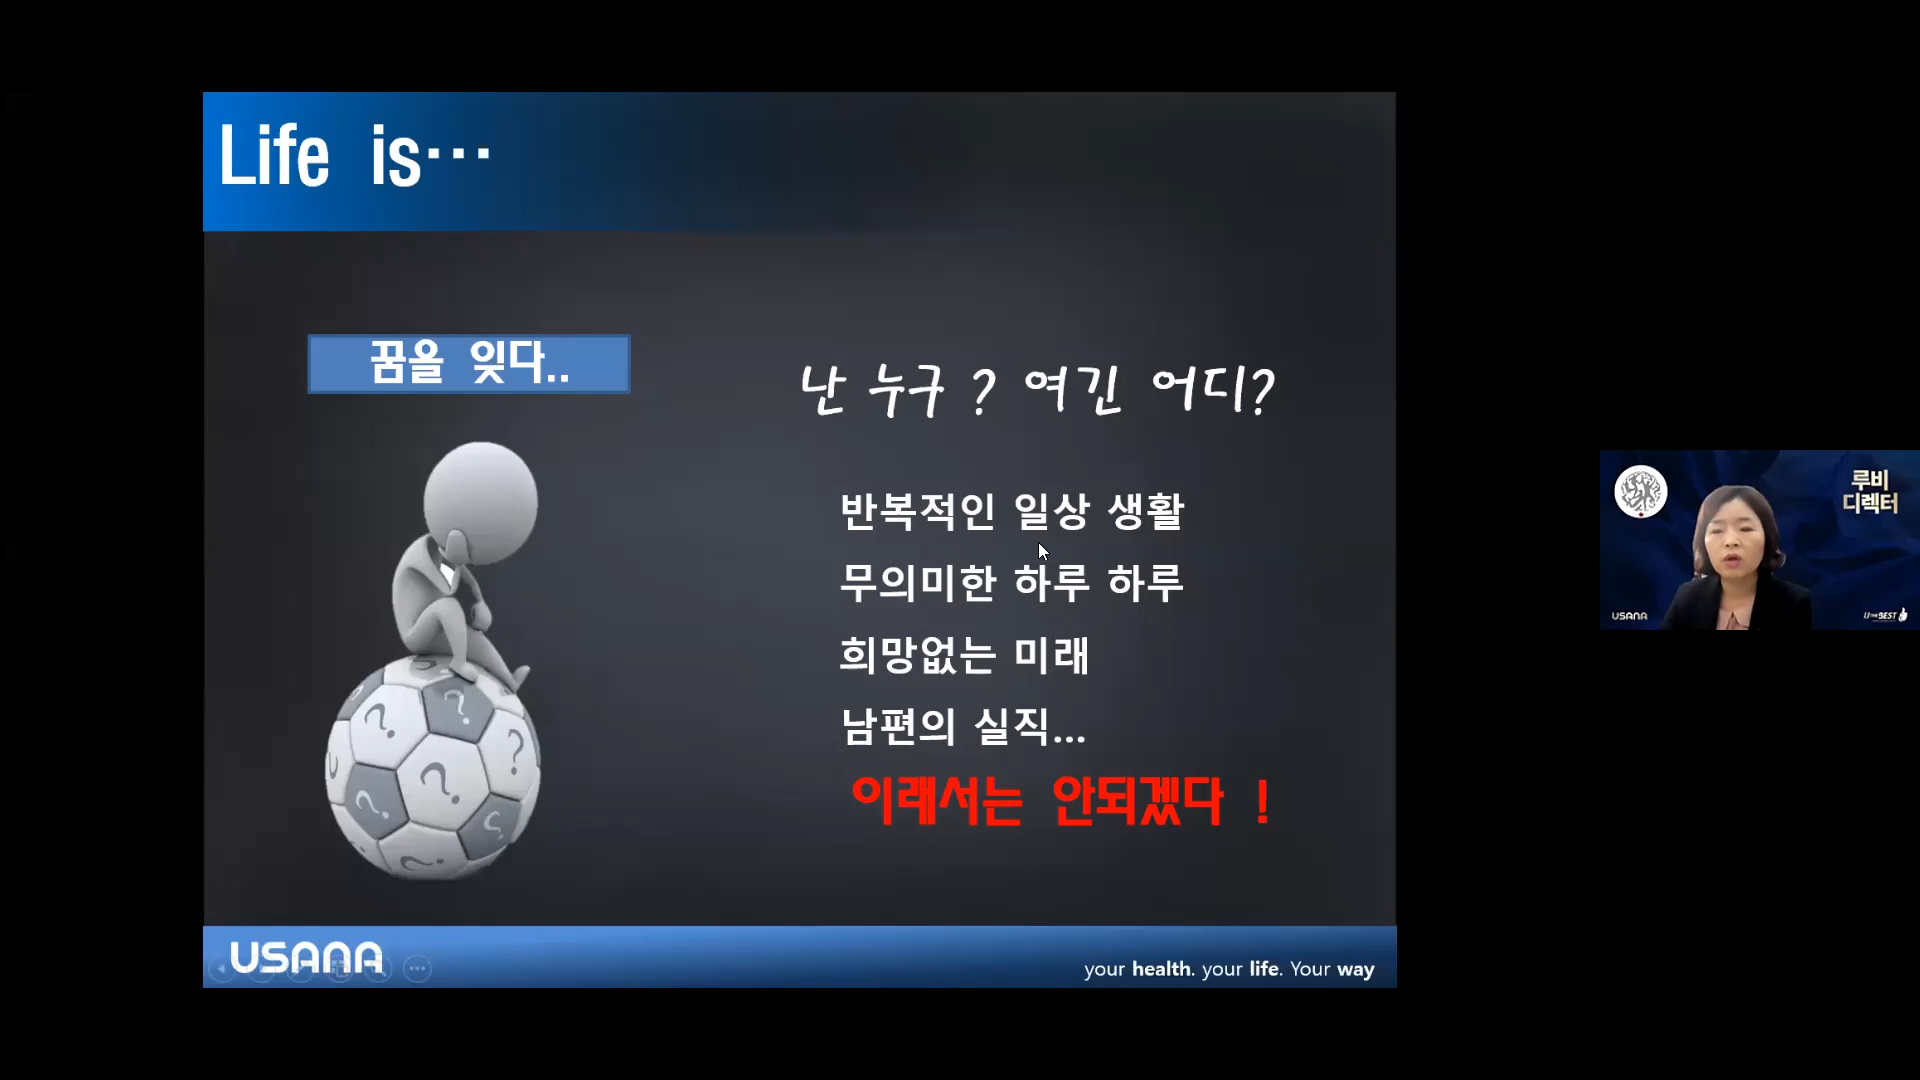 Life is…
꿈을 잊다..
난 누구 ? 여긴 어디?
반복적인 일상 생활
무의미한 하루 하루
희망없는 미래
남편의 실직...
이래서는 안되겠다 !
USANA
your health. your life. Your way
루비
디렉터
USANA
U THE BEST